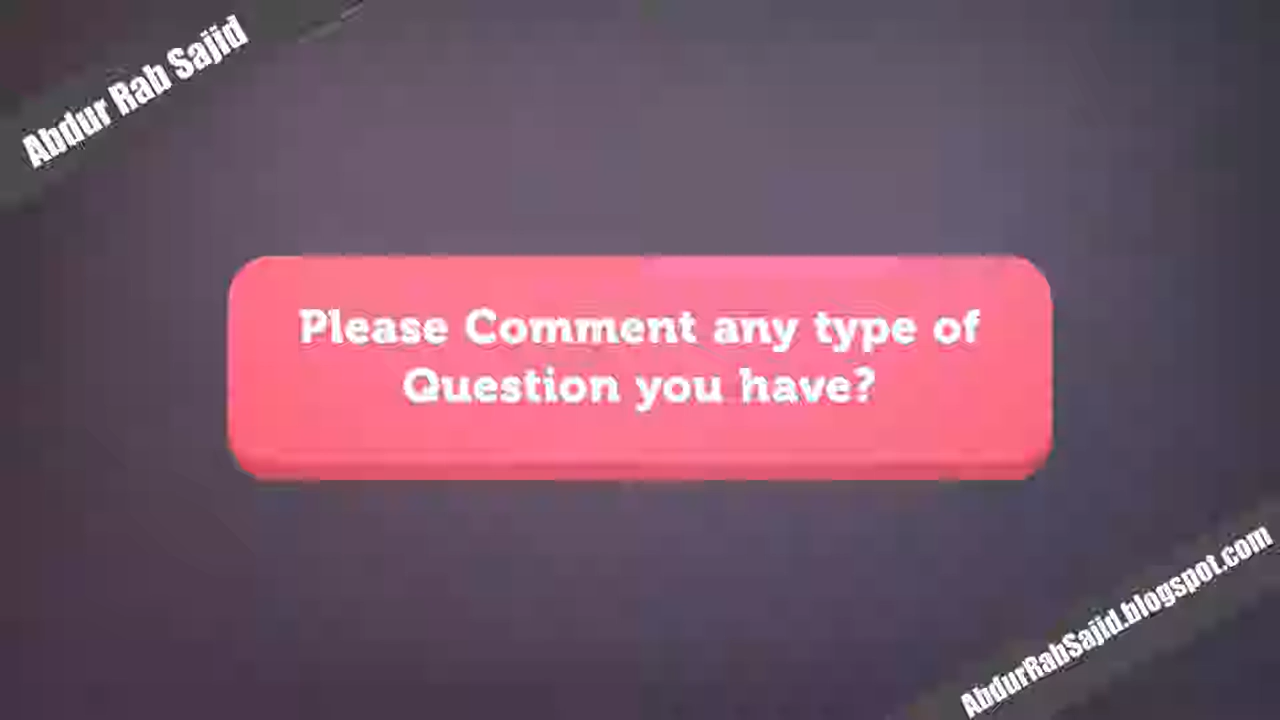 Abdur Rab Sajid
Please Comment any type of
Question you have?
AbdurRabSajid.blogspot.com